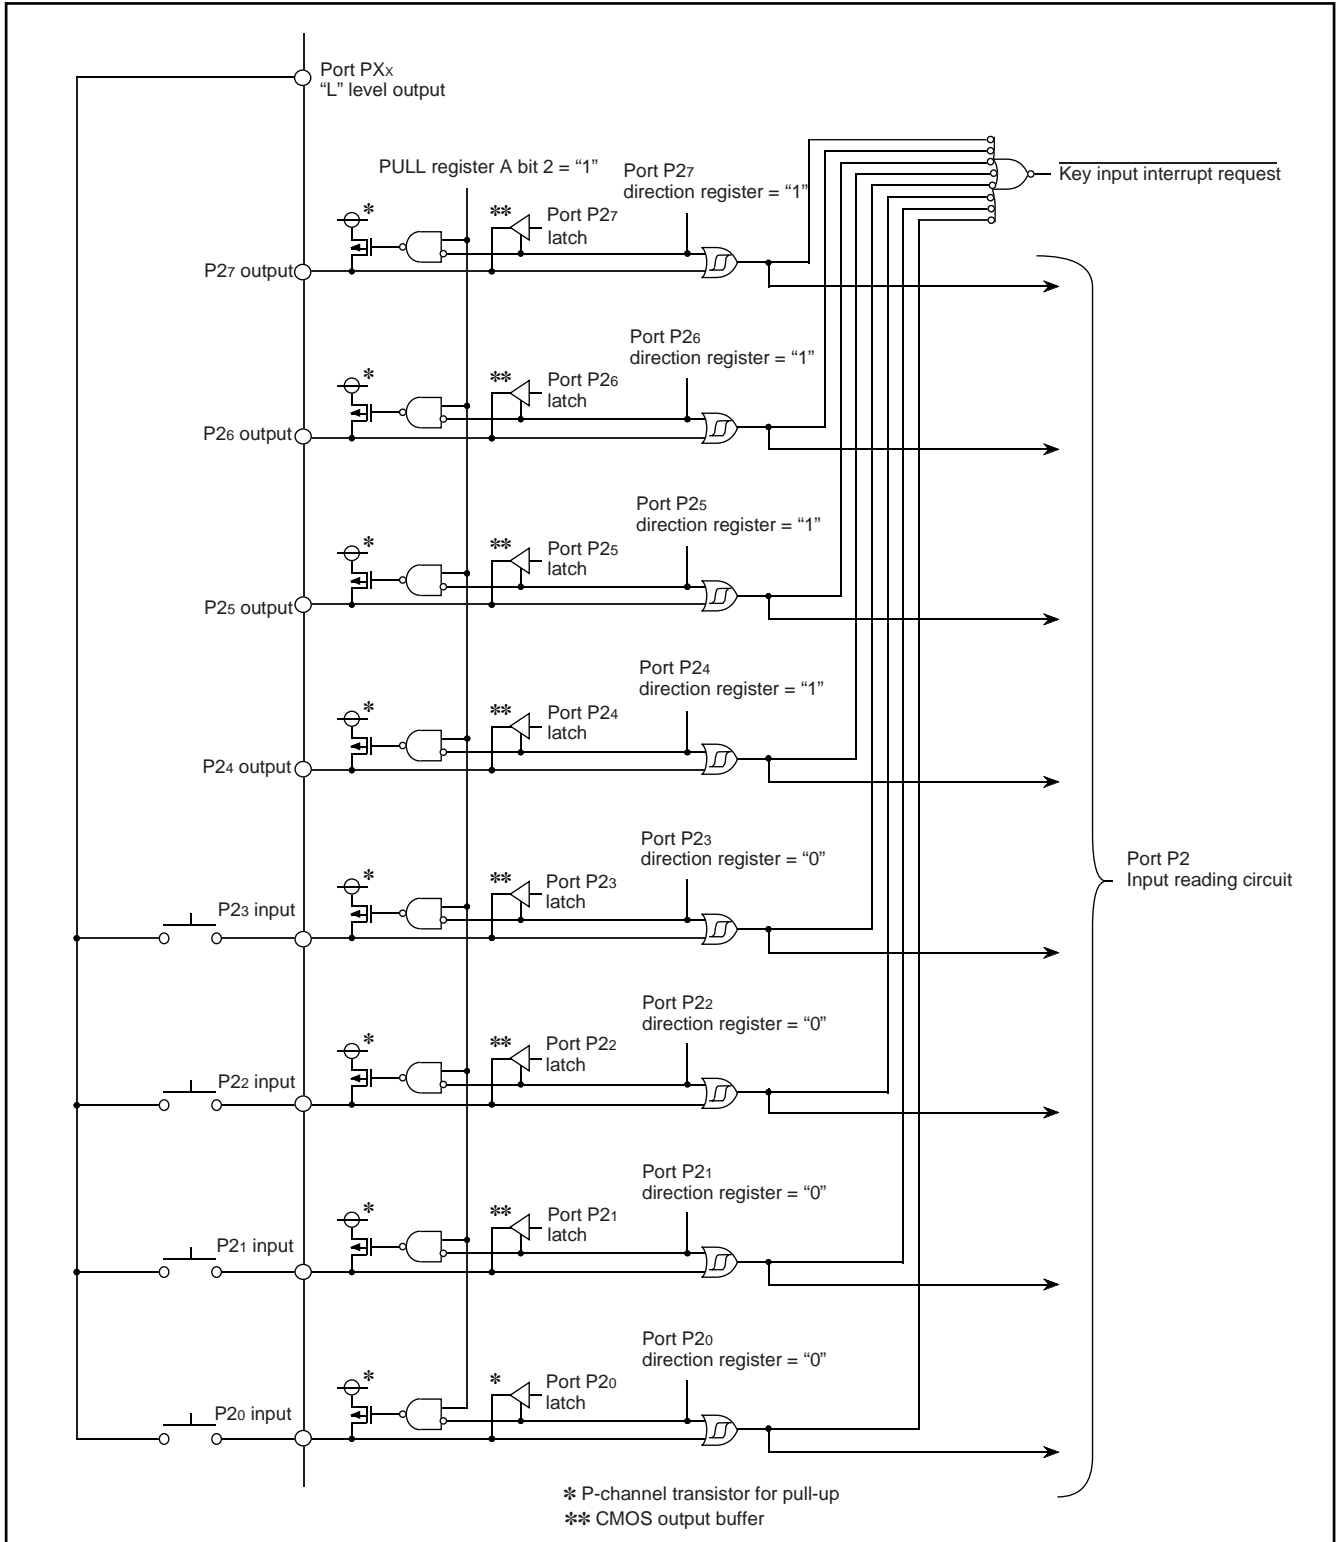 Port PXx
“L” level output
PULL register A bit 2 = “1”
Port P27
direction register = “1”
Key input interrupt request
*
**
Port P27
latch
P27 output
Port P26
direction register = “1”
*
**
Port P26
latch
P26 output
Port P25
direction register = “1”
*
**
Port P25
latch
P25 output
Port P24
direction register = “1”
*
**
Port P24
latch
P24 output
Port P23
direction register = “0”
*
**
Port P23
latch
P23 input
Port P2
Input reading circuit
Port P22
direction register = “0”
*
**
Port P22
latch
P22 input
Port P21
direction register = “0”
*
**
Port P21
latch
P21 input
Port P20
direction register = “0”
*
*
Port P20
latch
P20 input
* P-channel transistor for pull-up
** CMOS output buffer